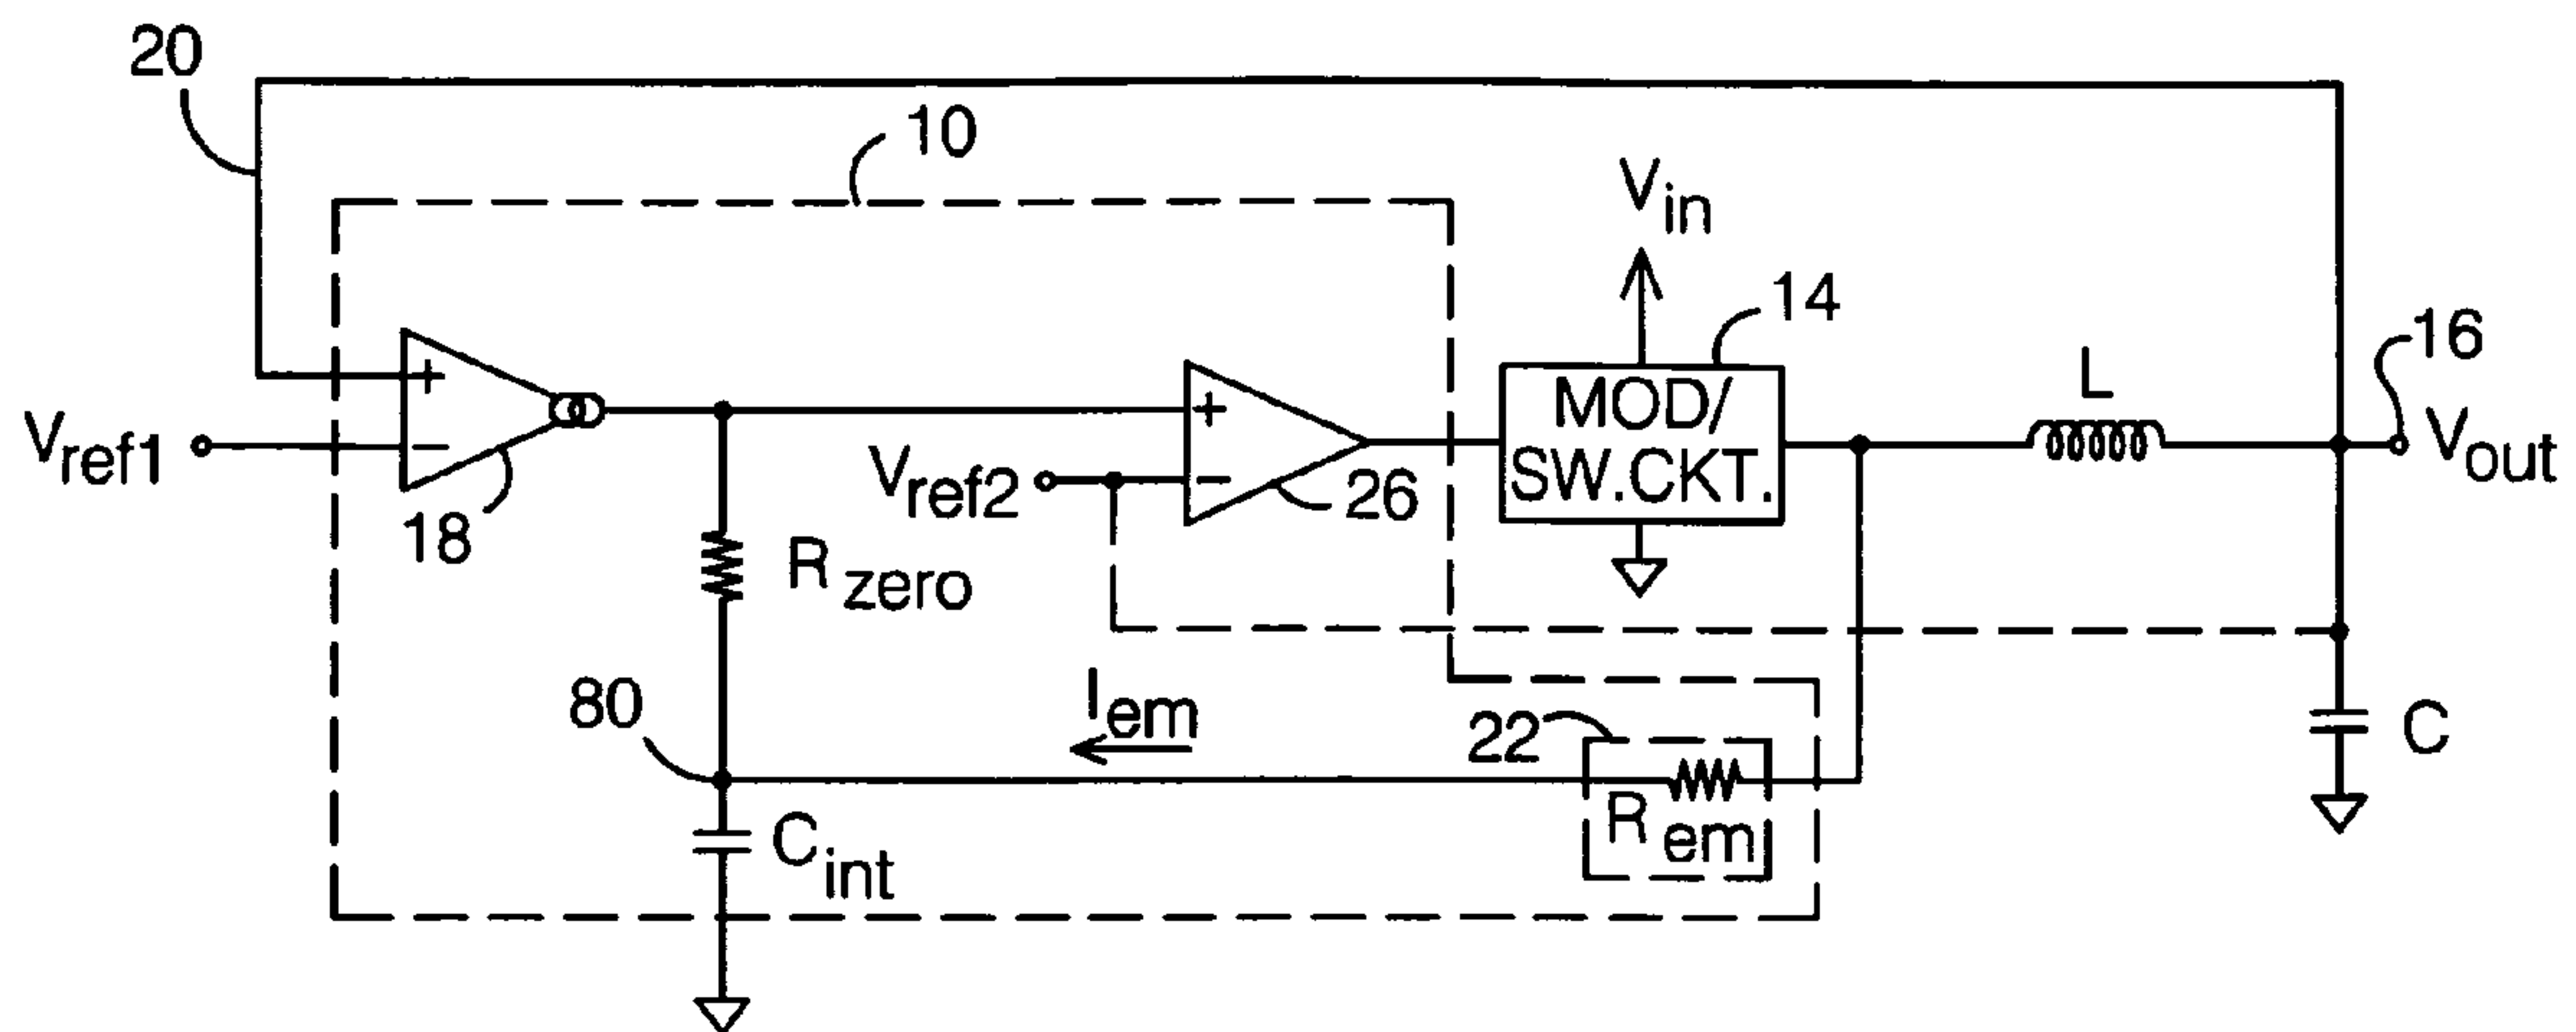 20
10
Vin
14
16
+
MOD/
SW.CKT.
L
Vref1
−
18
Vref2
+
−
26
Vout
Rzero
80
Iem
22
Rem
C
Cint